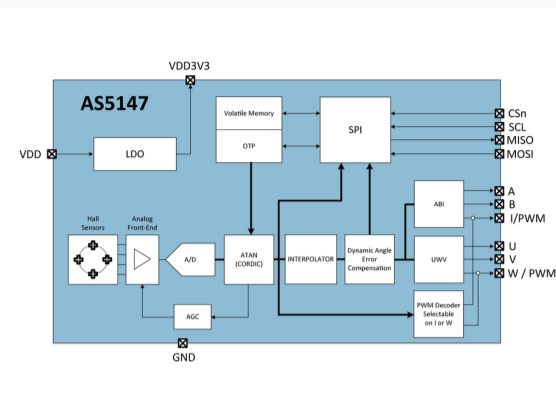 VDD3V3
AS5147
VDD
LDO
Volatile Memory
OTP
SPI
CSn
SCL
MISO
MOSI
Hall
Sensors
Analog
Front-End
A/D
ATAN
(CORDIC)
INTERPOLATOR
Dynamic Angle
Error
Compensation
ABI
UWV
PWM Decoder
Selectable
on I or W
A
B
I/PWM
U
V
W / PWM
AGC
GND